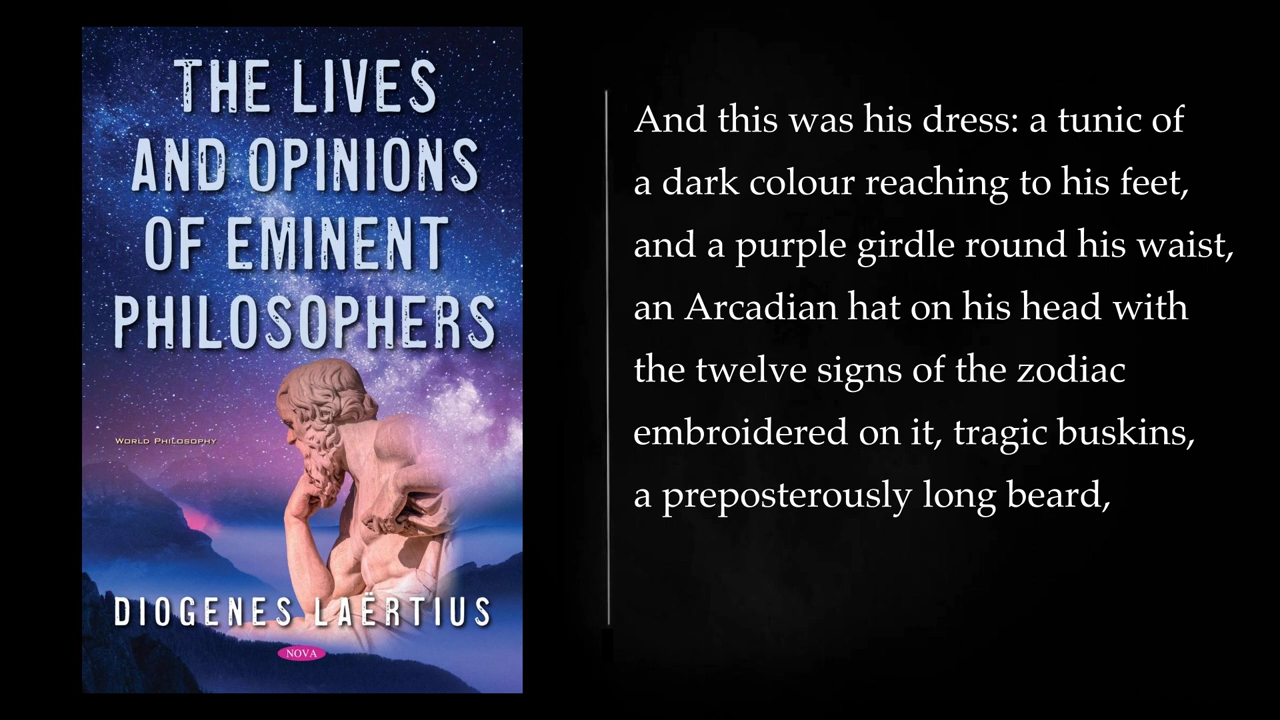 THE LIVES
AND OPINIONS
OF EMINENT
PHILOSOPHERS
WORLD PHILOSOPHY
DIOGENES LAËRTIUS
NOVA
And this was his dress: a tunic of
a dark colour reaching to his feet,
and a purple girdle round his waist,
an Arcadian hat on his head with
the twelve signs of the zodiac
embroidered on it, tragic buskins,
a preposterously long beard,